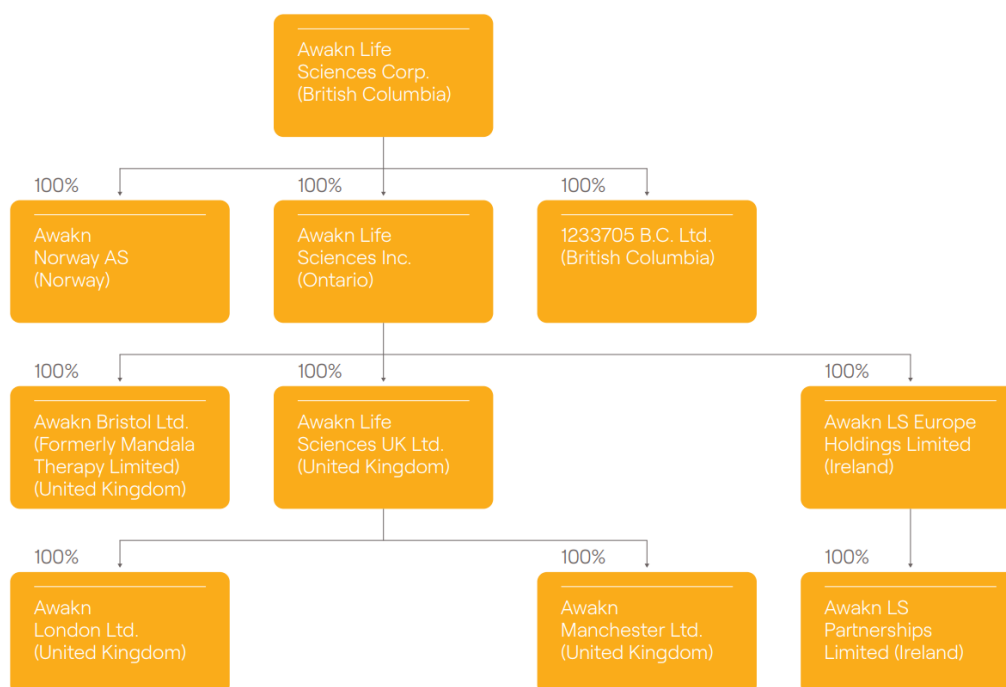 Awakn Life
Sciences Corp.
(British Columbia)
100%
100%
100%
Awakn
Norway AS
(Norway)
Awakn Life
Sciences Inc.
(Ontario)
1233705 B.C. Ltd.
(British Columbia)
100%
100%
100%
Awakn Bristol Ltd.
(Formerly Mandala
Therapy Limited)
(United Kingdom)
Awakn Life
Sciences UK Ltd.
(United Kingdom)
Awakn LS Europe
Holdings Limited
(Ireland)
100%
100%
100%
Awakn
London Ltd.
(United Kingdom)
Awakn
Manchester Ltd.
(United Kingdom)
Awakn LS
Partnerships
Limited (Ireland)